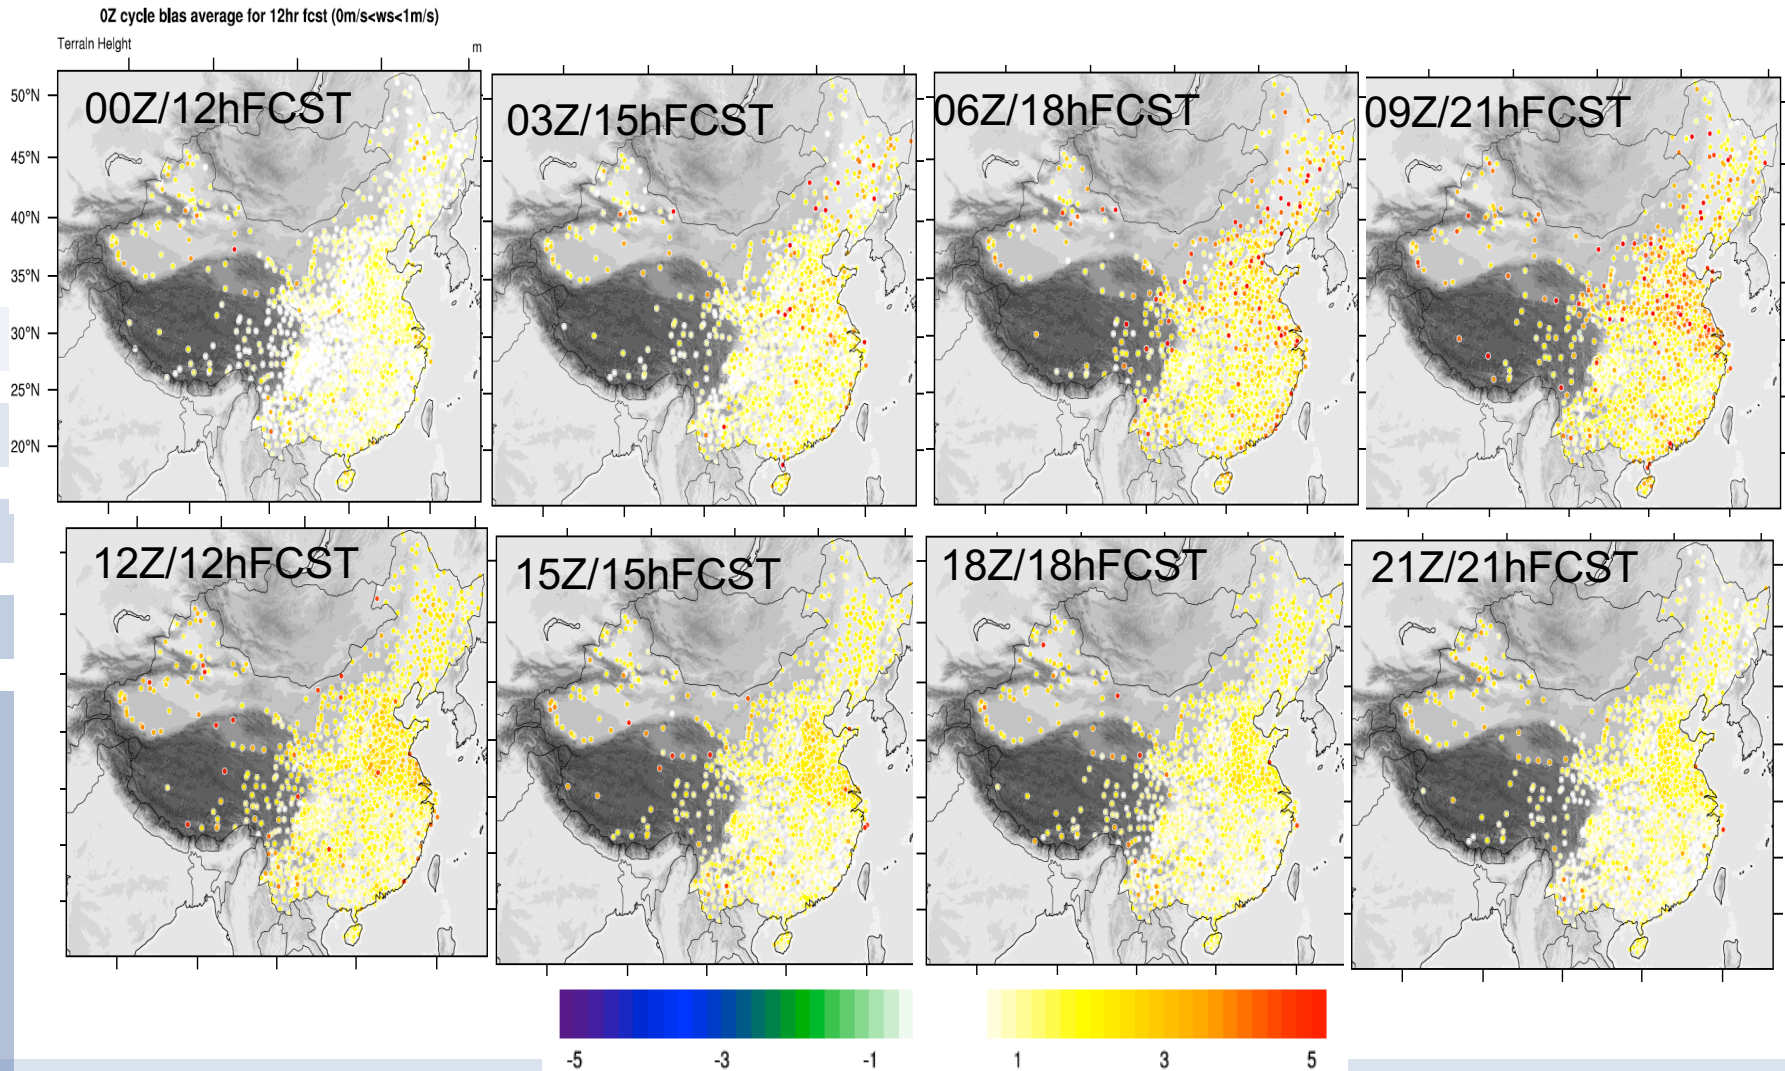 0Z cycle bias average for 12hr fcst (0m/s<ws<1m/s)
Terrain Height
m
00Z/12hFCST
03Z/15hFCST
06Z/18hFCST
09Z/21hFCST
50°N
45°N
40°N
35°N
30°N
25°N
20°N
12Z/12hFCST
15Z/15hFCST
18Z/18hFCST
21Z/21hFCST
-5 -3 -1 1 3 5